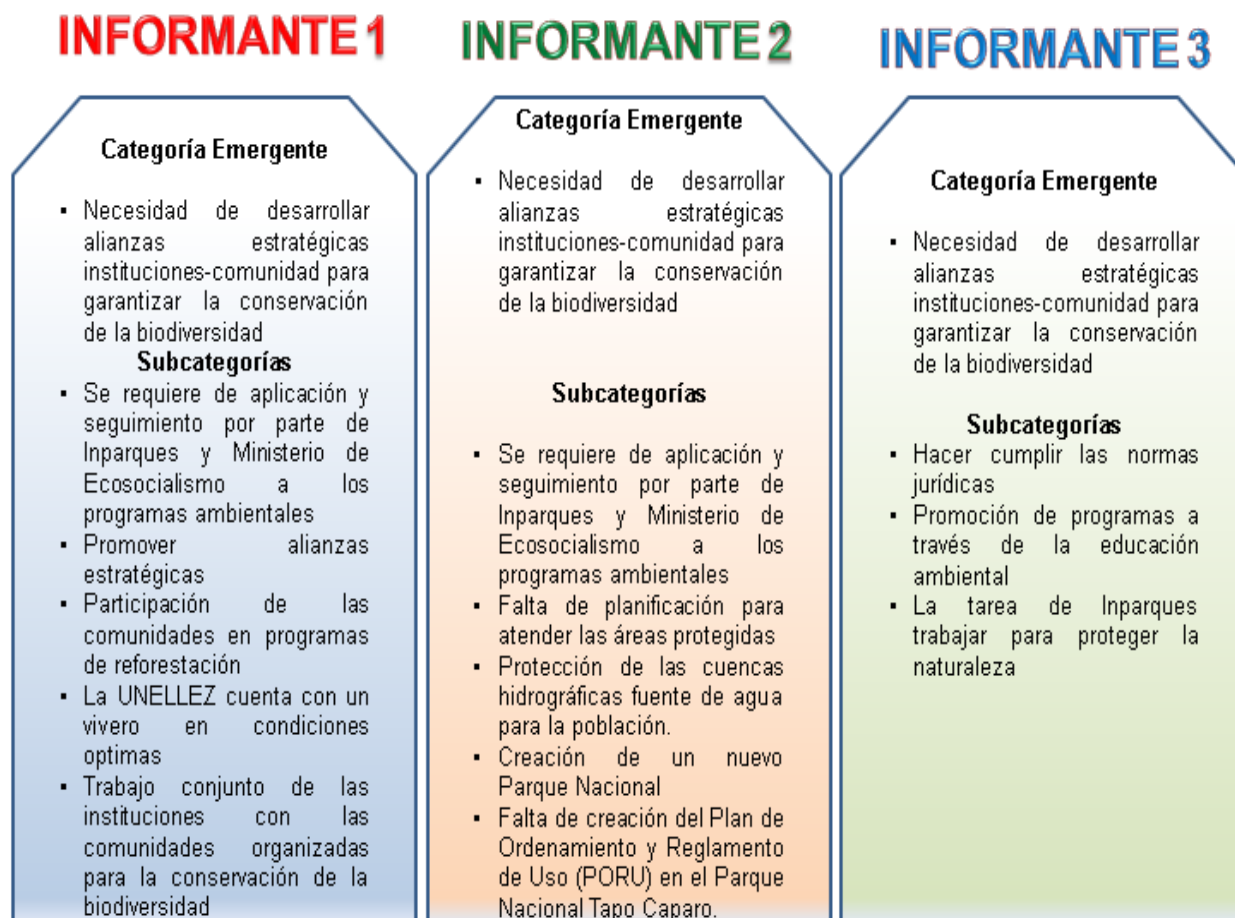 INFORMANTE 1
Categoría Emergente
▪ Necesidad de desarrollar
alianzas estratégicas
instituciones-comunidad para
garantizar la conservación
de la biodiversidad
Subcategorías
▪ Se requiere de aplicación y
seguimiento por parte de
Inparques y Ministerio de
Ecosocialismo a los
programas ambientales
▪ Promover alianzas
estratégicas
▪ Participación de las
comunidades en programas
de reforestación
▪ La UNELLEZ cuenta con un
vivero en condiciones
optimas
▪ Trabajo conjunto de las
instituciones con las
comunidades organizadas
para la conservación de la
biodiversidad
INFORMANTE 2
Categoría Emergente
▪ Necesidad de desarrollar
alianzas estratégicas
instituciones-comunidad para
garantizar la conservación
de la biodiversidad
Subcategorías
▪ Se requiere de aplicación y
seguimiento por parte de
Inparques y Ministerio de
Ecosocialismo a los
programas ambientales
▪ Falta de planificación para
atender las áreas protegidas
▪ Protección de las cuencas
hidrográficas fuente de agua
para la población.
▪ Creación de un nuevo
Parque Nacional
▪ Falta de creación del Plan de
Ordenamiento y Reglamento
de Uso (PORU) en el Parque
Nacional Tapo Caparo.
INFORMANTE 3
Categoría Emergente
▪ Necesidad de desarrollar
alianzas estratégicas
instituciones-comunidad para
garantizar la conservación
de la biodiversidad
Subcategorías
▪ Hacer cumplir las normas
jurídicas
▪ Promoción de programas a
través de la educación
ambiental
▪ La tarea de Inparques
trabajar para proteger la
naturaleza